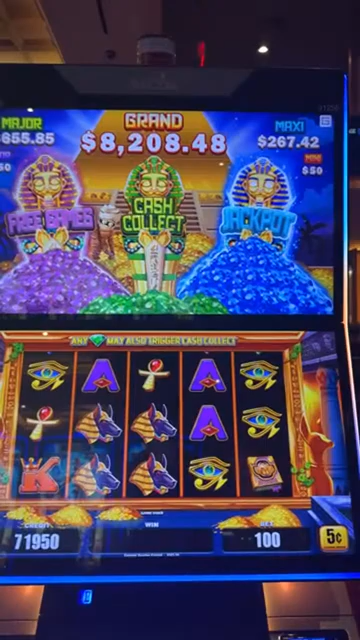 MAJOR
GRAND
MAXI
$655.85
$8,208.48
$267.42
MINI
$50
FREE GAMES
CASH
COLLECT
JACKPOT
ANY MAY ALSO TRIGGER CASH COLLECT
A
A
A
K
CREDIT
WIN
BET
71950
100
5¢